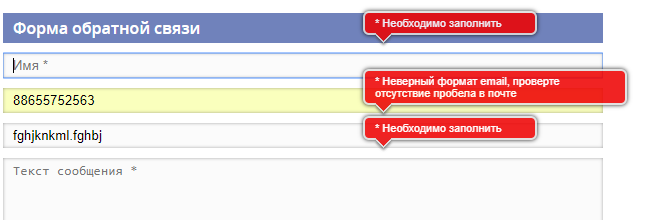 Форма обратной связи
* Необходимо заполнить
Имя *
* Неверный формат email, проверте
отсутствие пробела в почте
88655752563
* Необходимо заполнить
fghjknkml.fghbj
Текст сообщения *